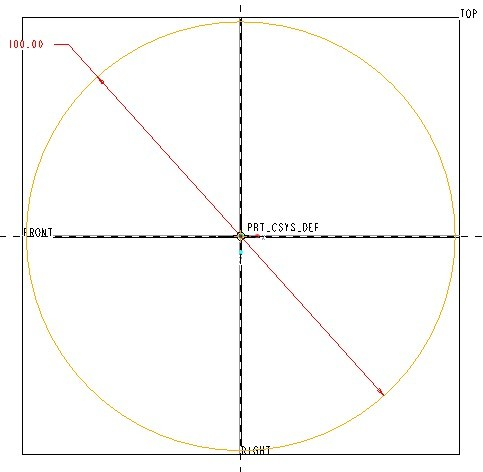 TOP
100.00
PRT_CSYS_DEF
FRONT
RIGHT